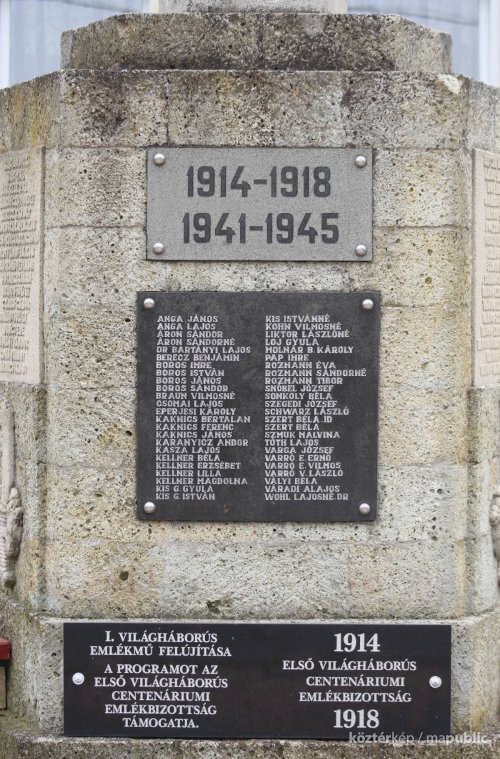 1914-1918
1941-1945
ANGA JÁNOS
ANGA LAJOS
ÁRON SÁNDOR
ÁRON SÁNDORNÉ
DR BARTÁNYI LAJOS
BERECZ BENJÁMIN
BOROS IMRE
BOROS ISTVÁN
BOROS JÁNOS
BOROS SÁNDOR
BRAUN VILMOSNÉ
CSOMAI LAJOS
EPERJESI KÁROLY
KAKNICS BERTALAN
KAKNICS FERENC
KAKNICS JÁNOS
KARANYICZ ANDOR
KASZA LAJOS
KELLNER BÉLA
KELLNER ERZSÉBET
KELLNER LILLA
KELLNER MAGDOLNA
KIS G. GYULA
KIS G. ISTVÁN
KIS ISTVÁNNÉ
KOHN VILMOSNÉ
LIKTOR LÁSZLÓNÉ
LOJ GYULA
MOLNÁR B. KÁROLY
PAP IMRE
ROZMANN ÉVA
ROZMANN SÁNDORNÉ
ROZMANN TIBOR
SNÓBEL JÓZSEF
SONKOLY BÉLA
SZEGEDI JÓZSEF
SCHWARZ LÁSZLÓ
SZERT BÉLA ID
SZERT BÉLA
SZMUK MALVINA
TÓTH LAJOS
VARGA JÓZSEF
VARRÓ E. ERNŐ
VARRÓ E. VILMOS
VARRÓ V. LÁSZLÓ
VÁLYI BÉLA
VÁRADI ALAJOS
WOHL LAJOSNÉ DR
I. VILÁGHÁBORÚS
EMLÉKMŰ FELÚJÍTÁSA
A PROGRAMOT AZ
ELSŐ VILÁGHÁBORÚS
CENTENÁRIUMI
EMLÉKBIZOTTSÁG
TÁMOGATJA.
1914
ELSŐ VILÁGHÁBORÚS
CENTENÁRIUMI
EMLÉKBIZOTTSÁG
1918
köztérkép / mapublic